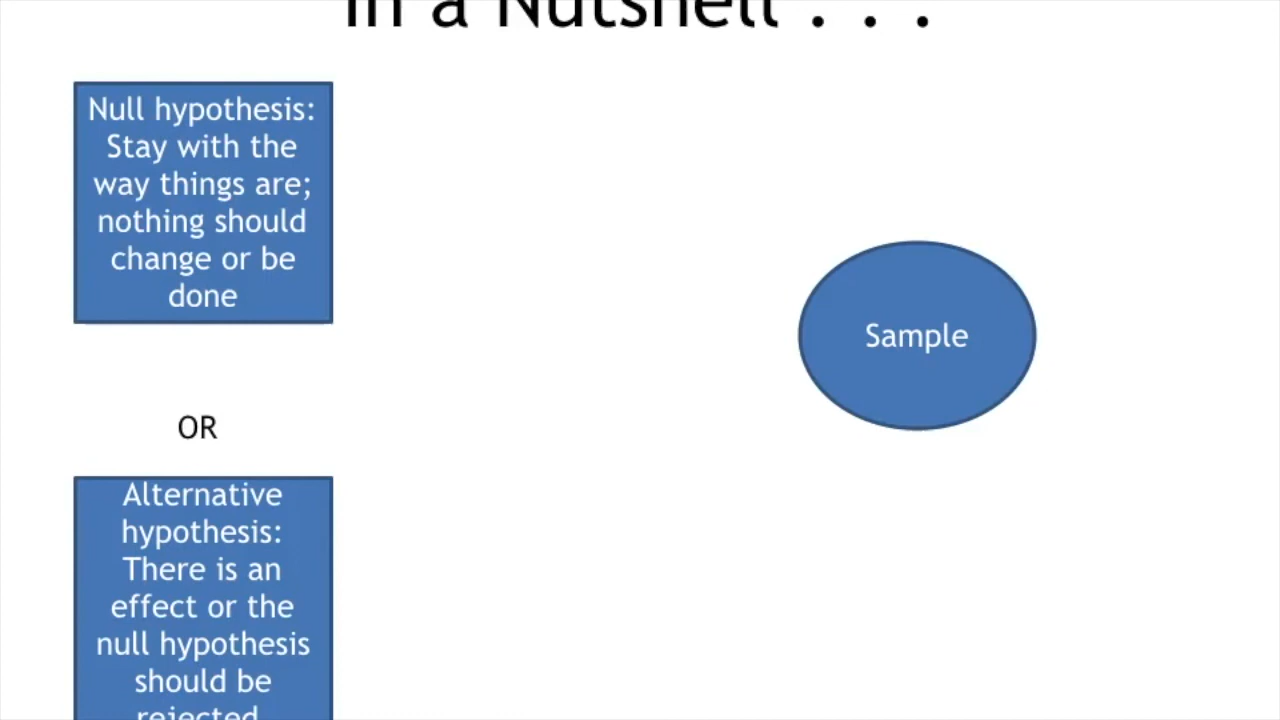 In a Nutshell . . .
Null hypothesis:
Stay with the
way things are;
nothing should
change or be
done
OR
Alternative
hypothesis:
There is an
effect or the
null hypothesis
should be
rejected
Sample